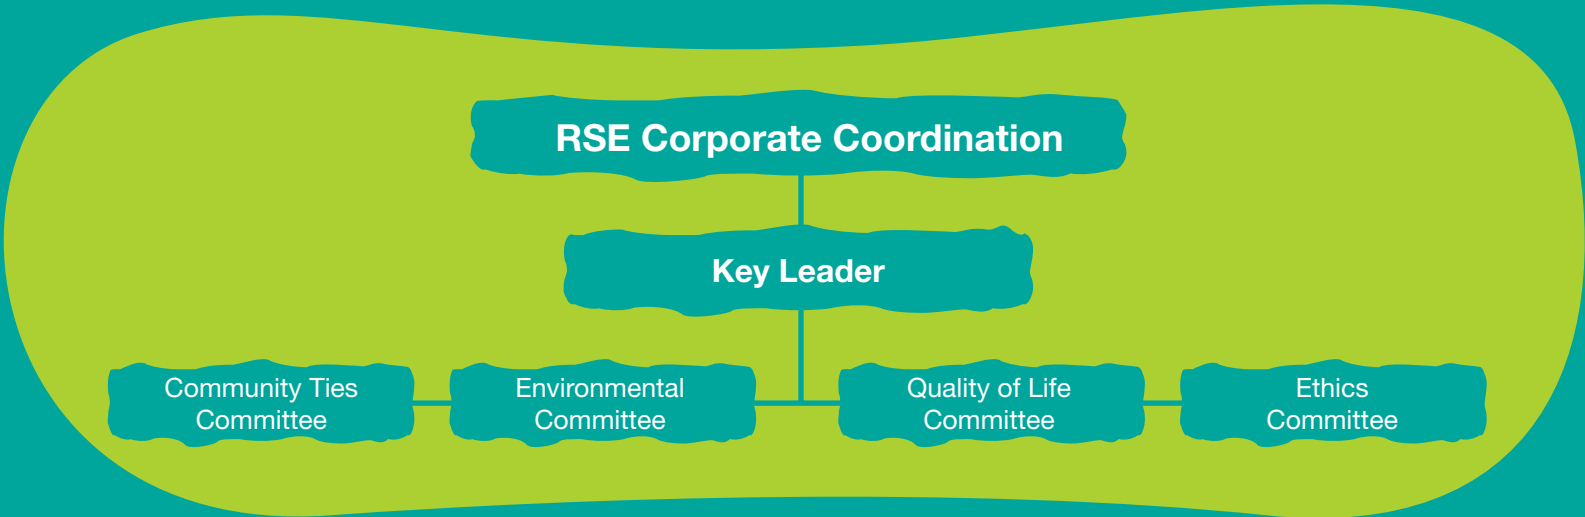 RSE Corporate Coordination
Key Leader
Community Ties
Committee
Environmental
Committee
Quality of Life
Committee
Ethics
Committee